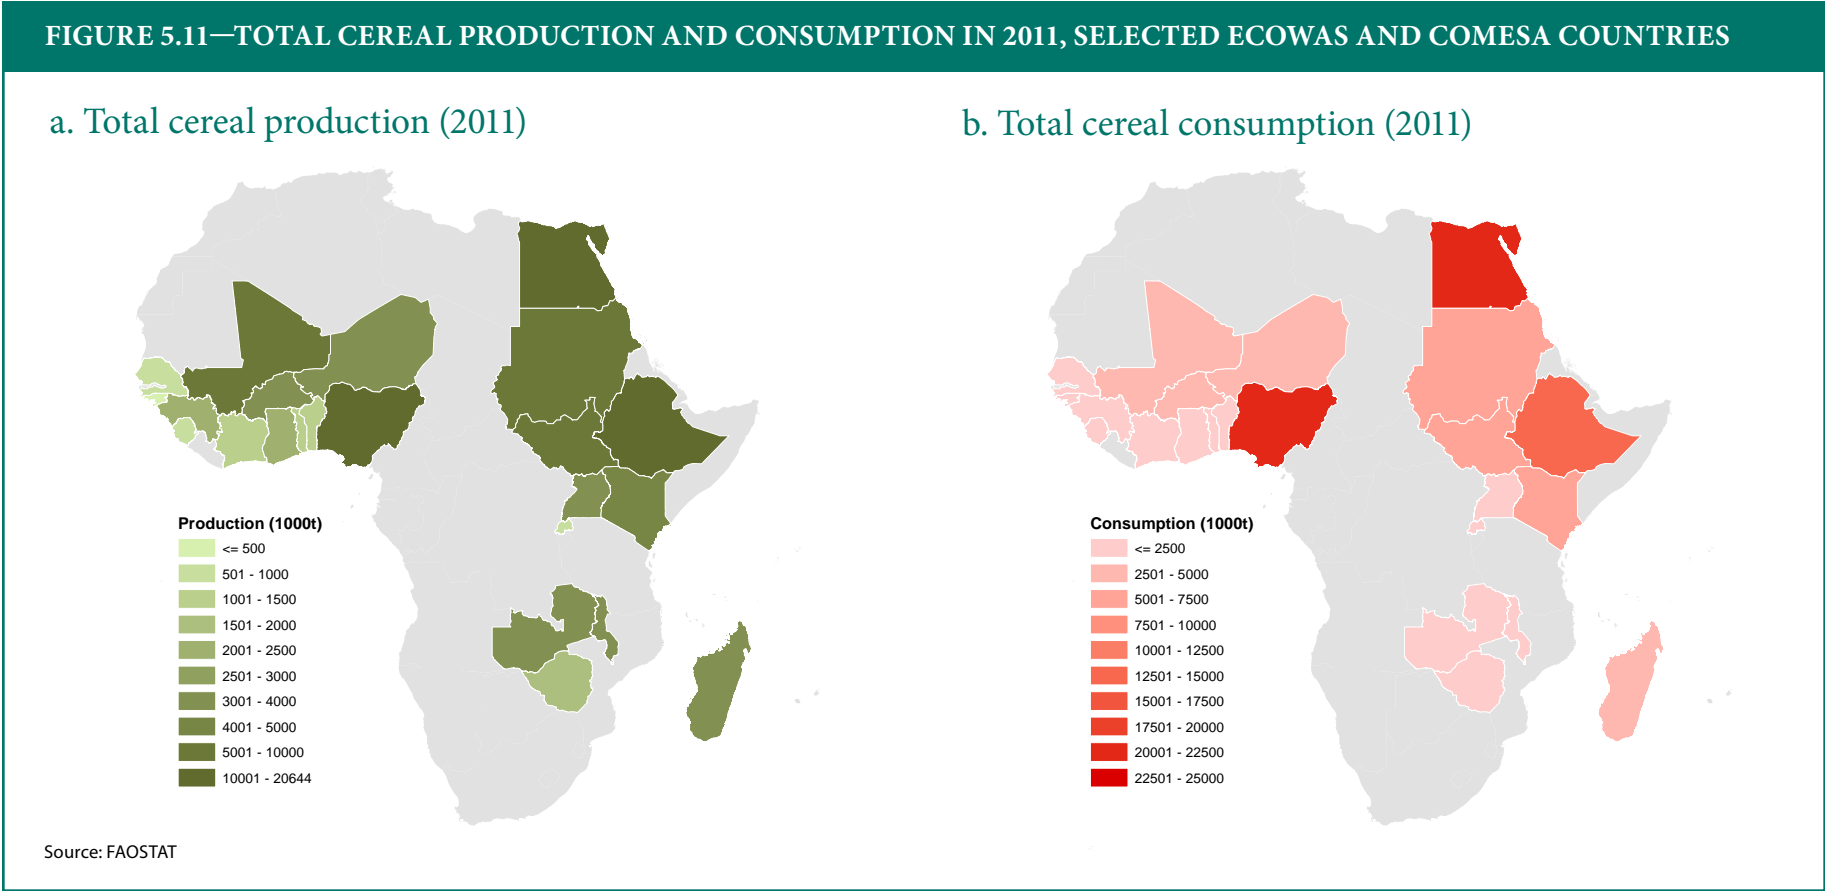 FIGURE 5.11—TOTAL CEREAL PRODUCTION AND CONSUMPTION IN 2011, SELECTED ECOWAS AND COMESA COUNTRIES
a. Total cereal production (2011)
Production (1000t)
<= 500
501 - 1000
1001 - 1500
1501 - 2000
2001 - 2500
2501 - 3000
3001 - 4000
4001 - 5000
5001 - 10000
10001 - 20644
b. Total cereal consumption (2011)
Consumption (1000t)
<= 2500
2501 - 5000
5001 - 7500
7501 - 10000
10001 - 12500
12501 - 15000
15001 - 17500
17501 - 20000
20001 - 22500
22501 - 25000
Source: FAOSTAT